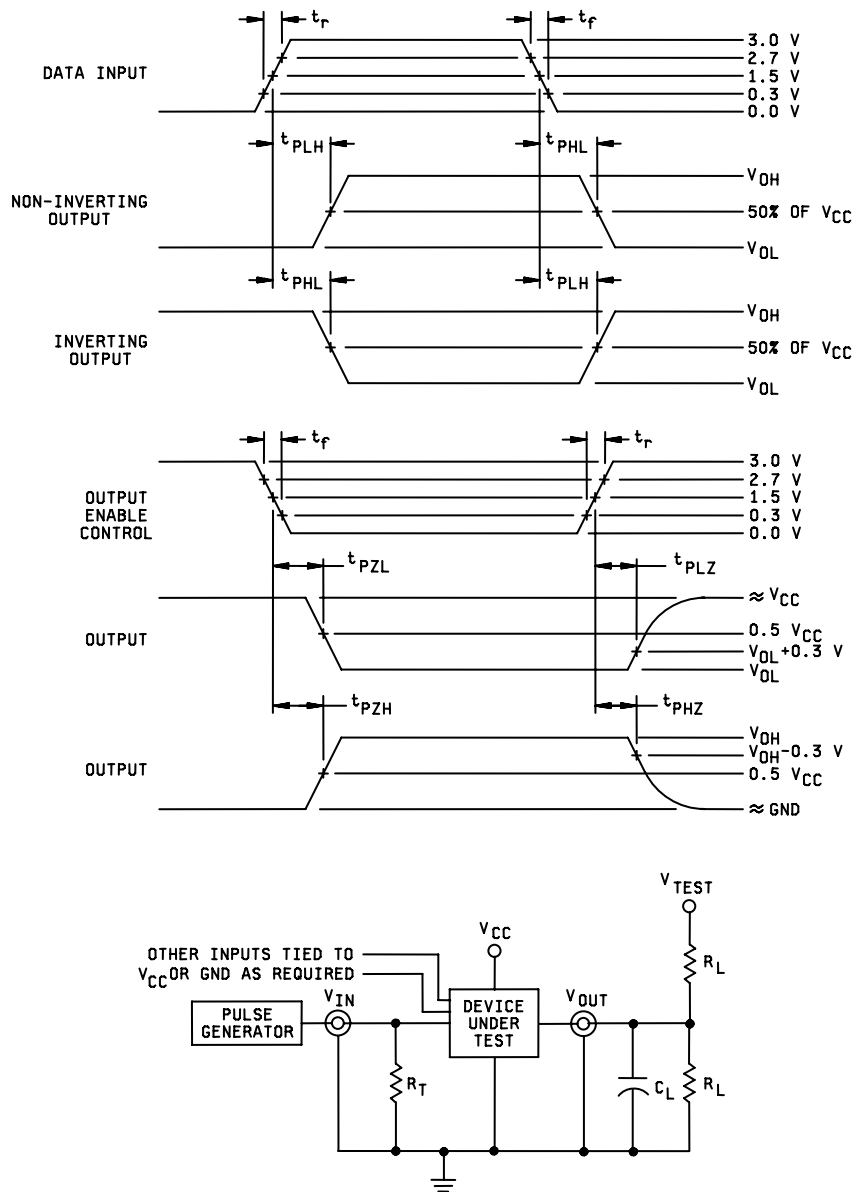 tr
tf
DATA INPUT
3.0 V
2.7 V
1.5 V
0.3 V
0.0 V
tPLH
tPHL
NON-INVERTING
OUTPUT
VOH
50% OF VCC
VOL
tPHL
tPLH
INVERTING
OUTPUT
VOH
50% OF VCC
VOL
tf
tr
OUTPUT
ENABLE
CONTROL
3.0 V
2.7 V
1.5 V
0.3 V
0.0 V
tPZL
tPLZ
OUTPUT
≈ VCC
0.5 VCC
VOL+0.3 V
VOL
tPZH
tPHZ
OUTPUT
VOH
VOH-0.3 V
0.5 VCC
≈ GND
VTEST
VCC
RL
OTHER INPUTS TIED TO
VCC OR GND AS REQUIRED
VIN
PULSE
GENERATOR
DEVICE
UNDER
TEST
VOUT
RT
CL
RL